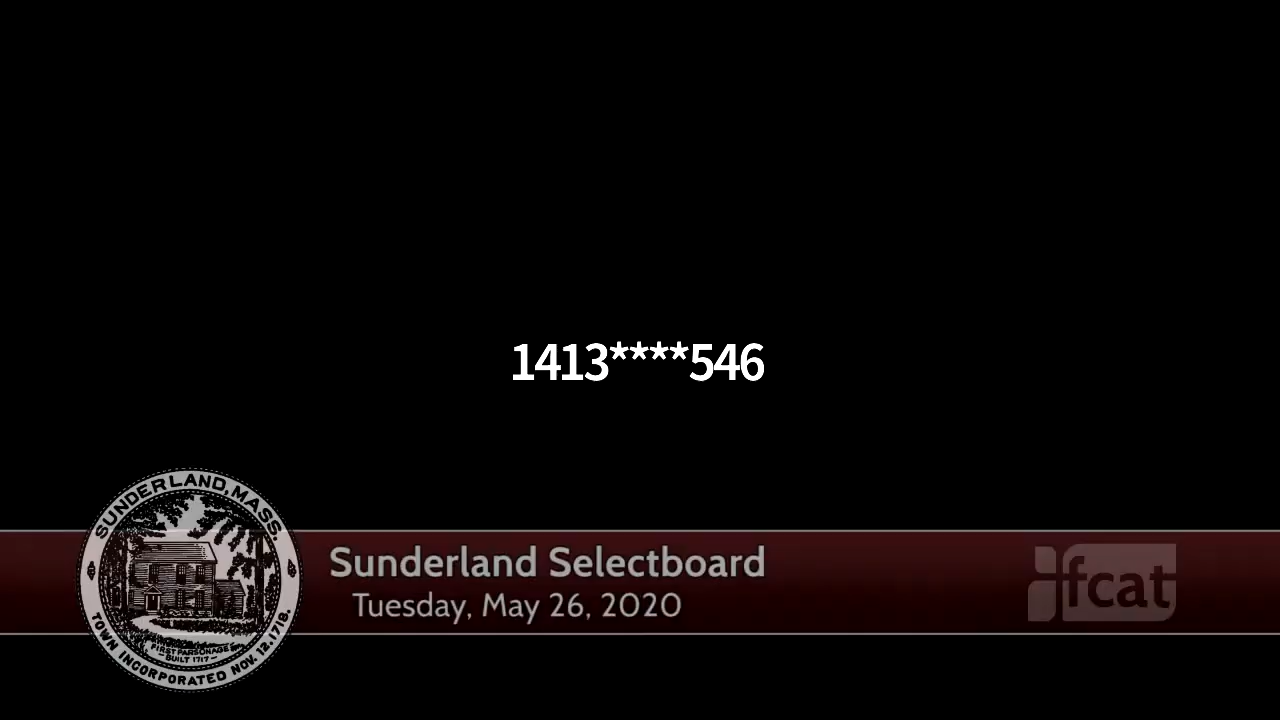 1413****546
SUNDERLAND, MASS.
FIRST PARSONAGE
BUILT 1717
TOWN INCORPORATED NOV. 12, 1718.
Sunderland Selectboard
Tuesday, May 26, 2020
fcat